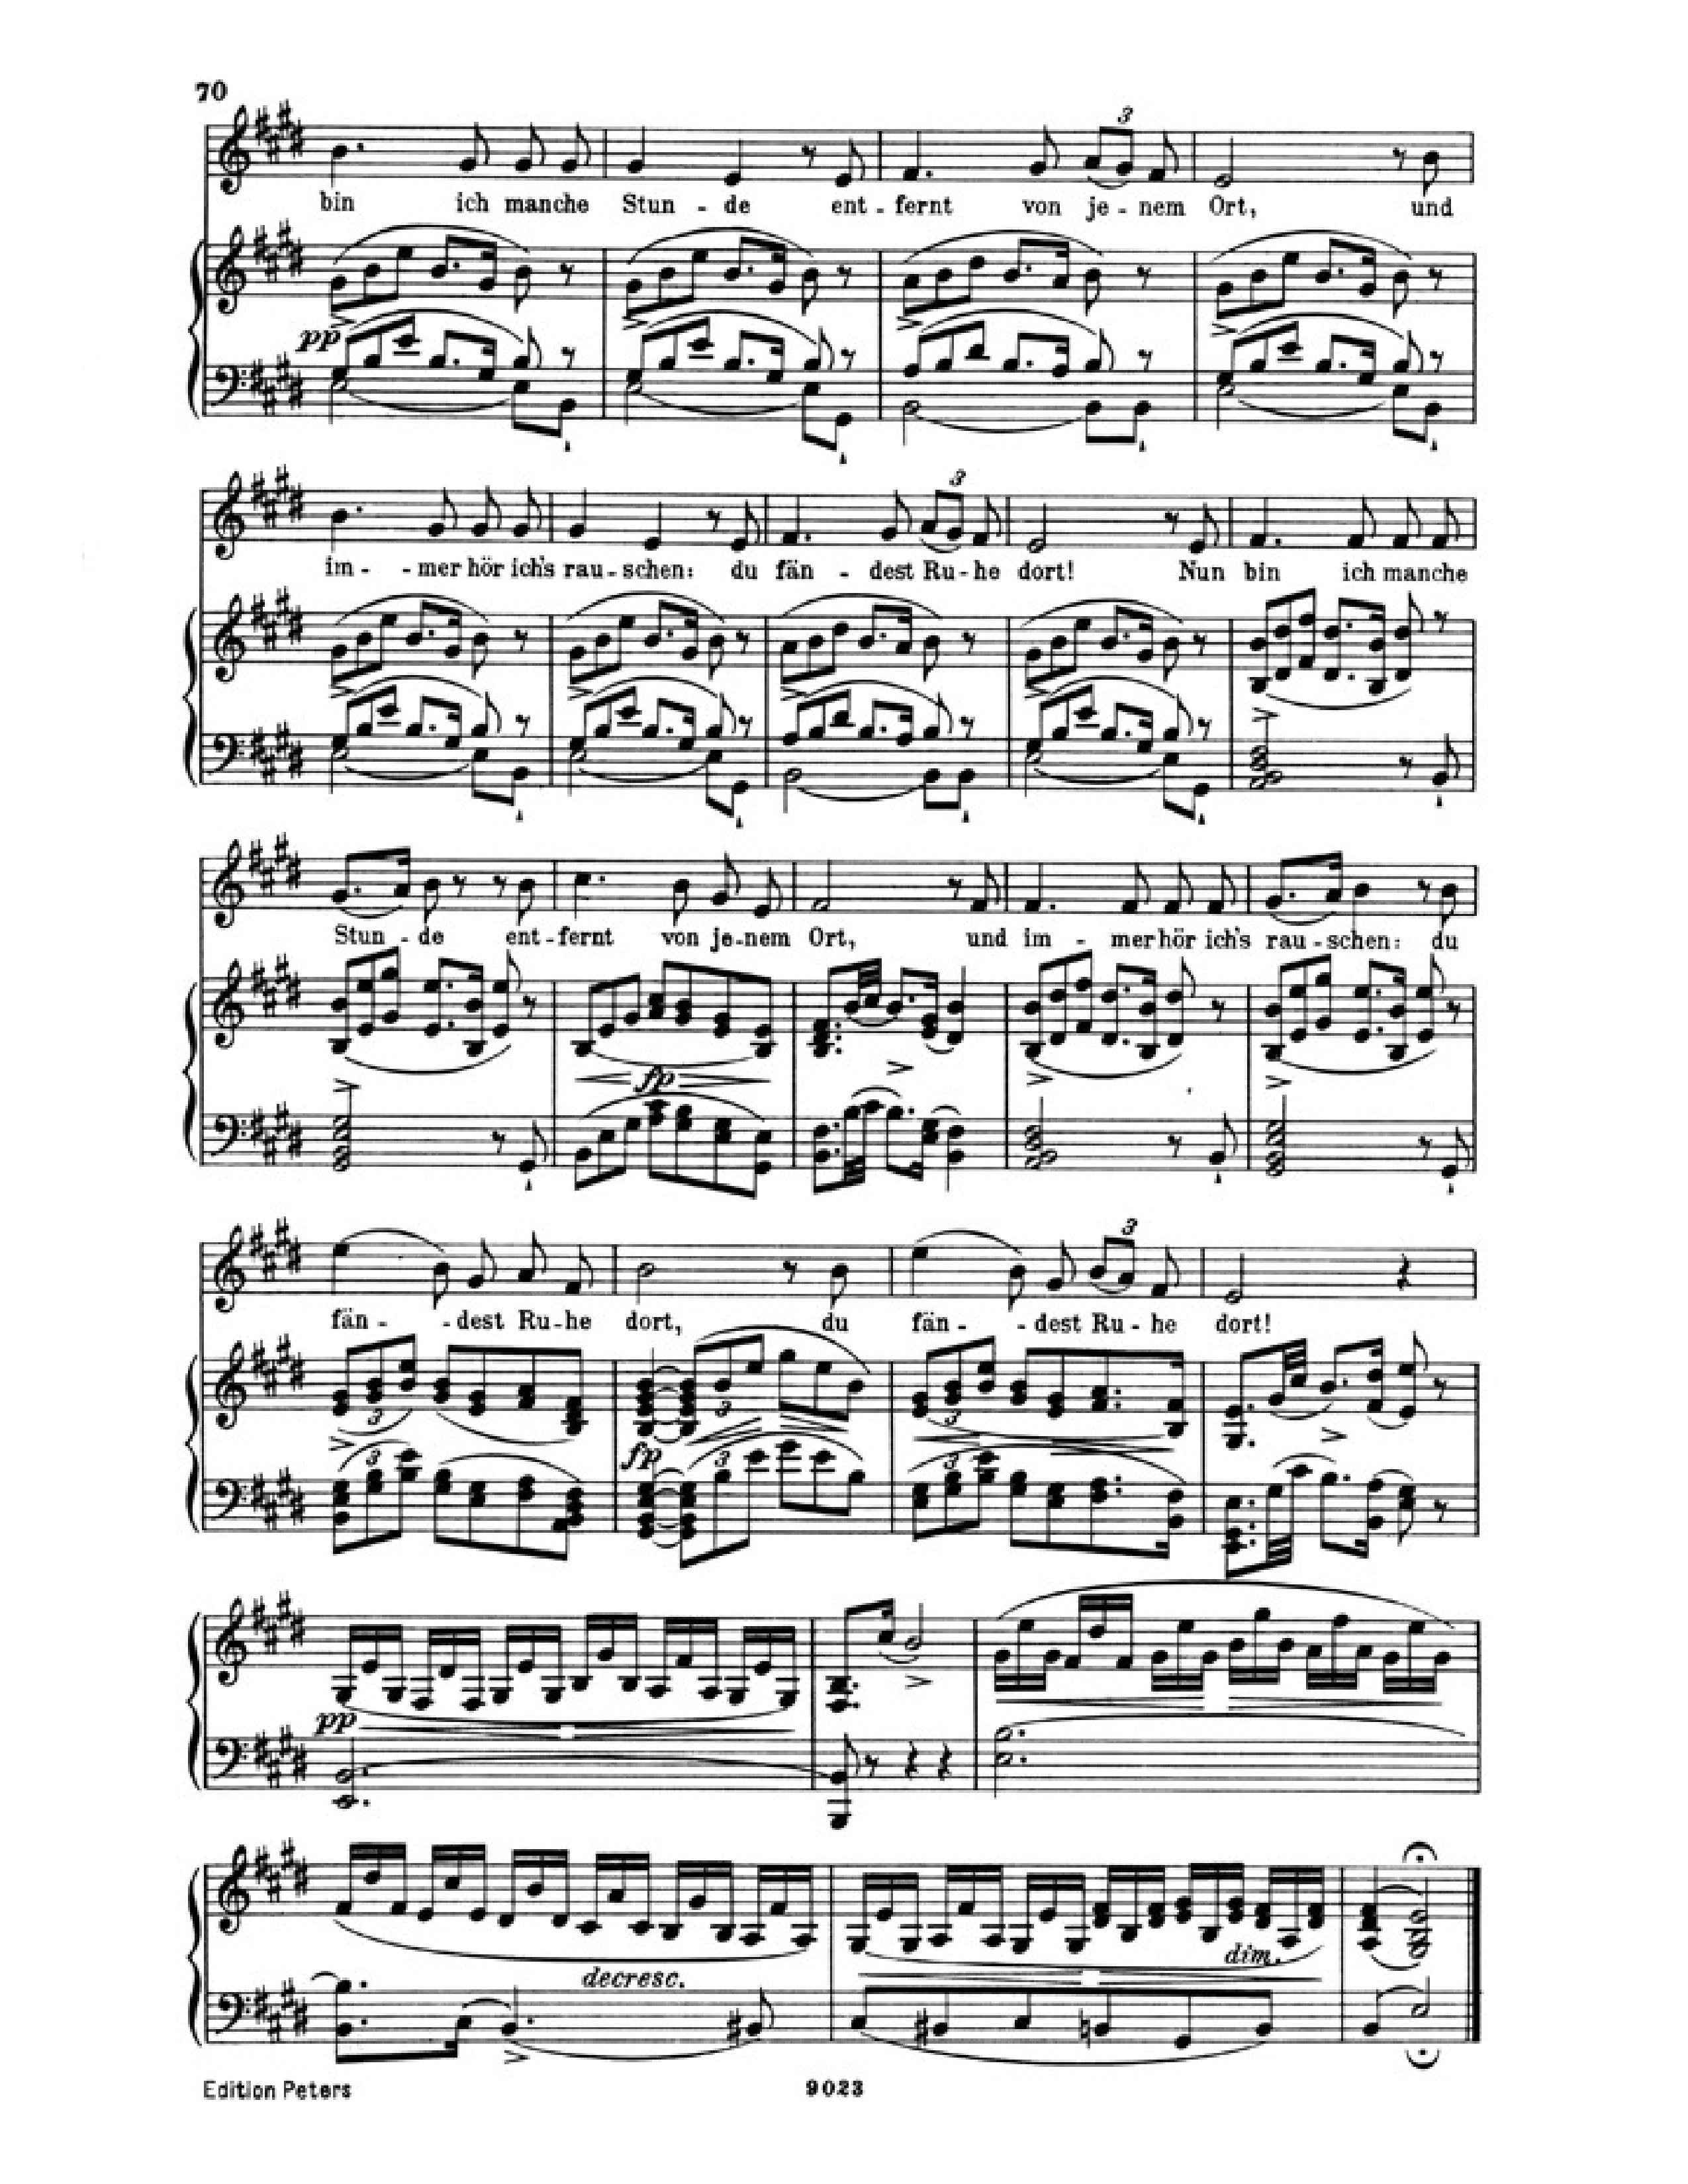 70
3
bin ich manche Stun - de ent - fernt von je - nem Ort, und
pp
3
im - - mer hör ich's rau - schen: du fän - dest Ru - he dort! Nun bin ich manche
Stun - de ent - fernt von je - nem Ort, und im - mer hör ich's rau - schen: du
fp
3
fän - - dest Ru - he dort, du fän - - dest Ru - he dort!
3 3 3
fp
3 3 3
pp
dim.
decresc.
Edition Peters 9023